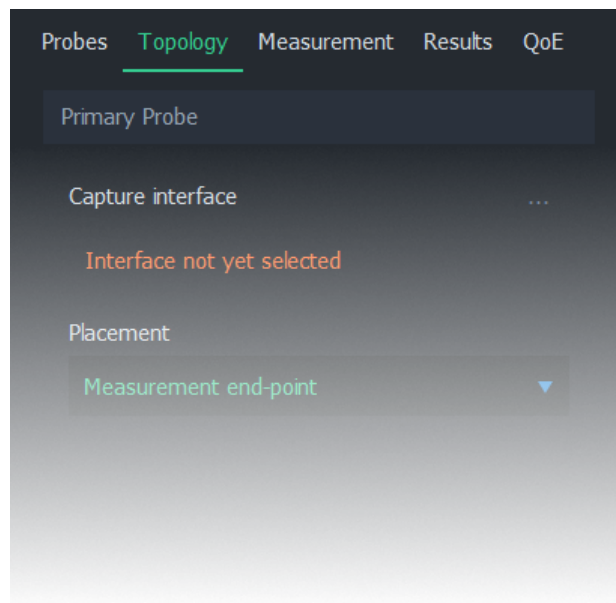 Probes Topology Measurement Results QoE
Primary Probe
Capture interface ...
Interface not yet selected
Placement
Measurement end-point